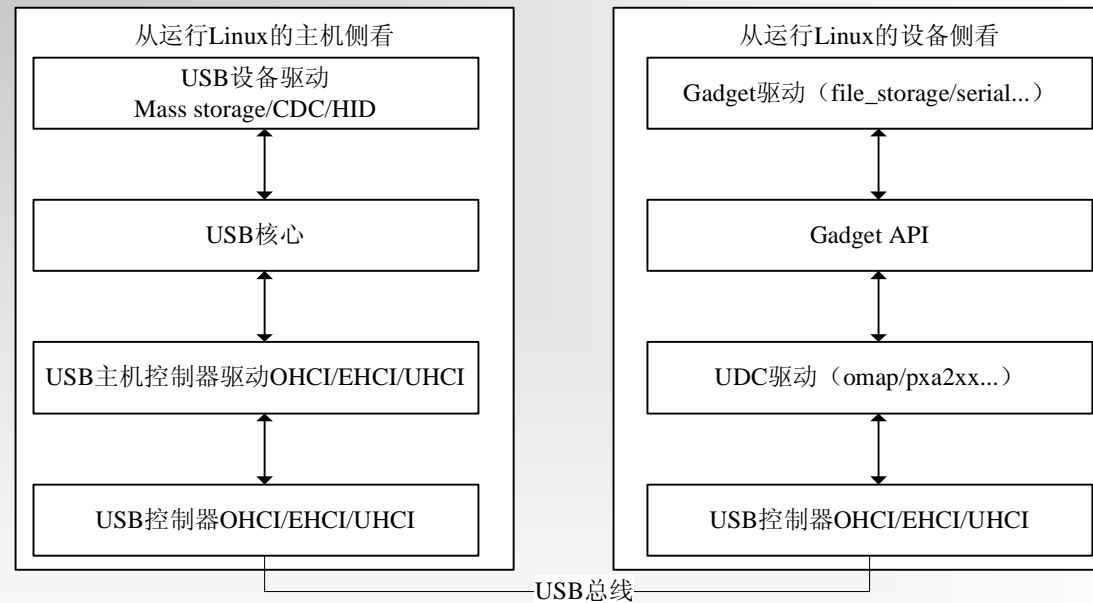 从运行Linux的主机侧看
USB设备驱动
Mass storage/CDC/HID
USB核心
USB主机控制器驱动OHCI/EHCI/UHCI
USB控制器OHCI/EHCI/UHCI
从运行Linux的设备侧看
Gadget驱动（file_storage/serial...）
Gadget API
UDC驱动（omap/pxa2xx...）
USB控制器OHCI/EHCI/UHCI
USB总线